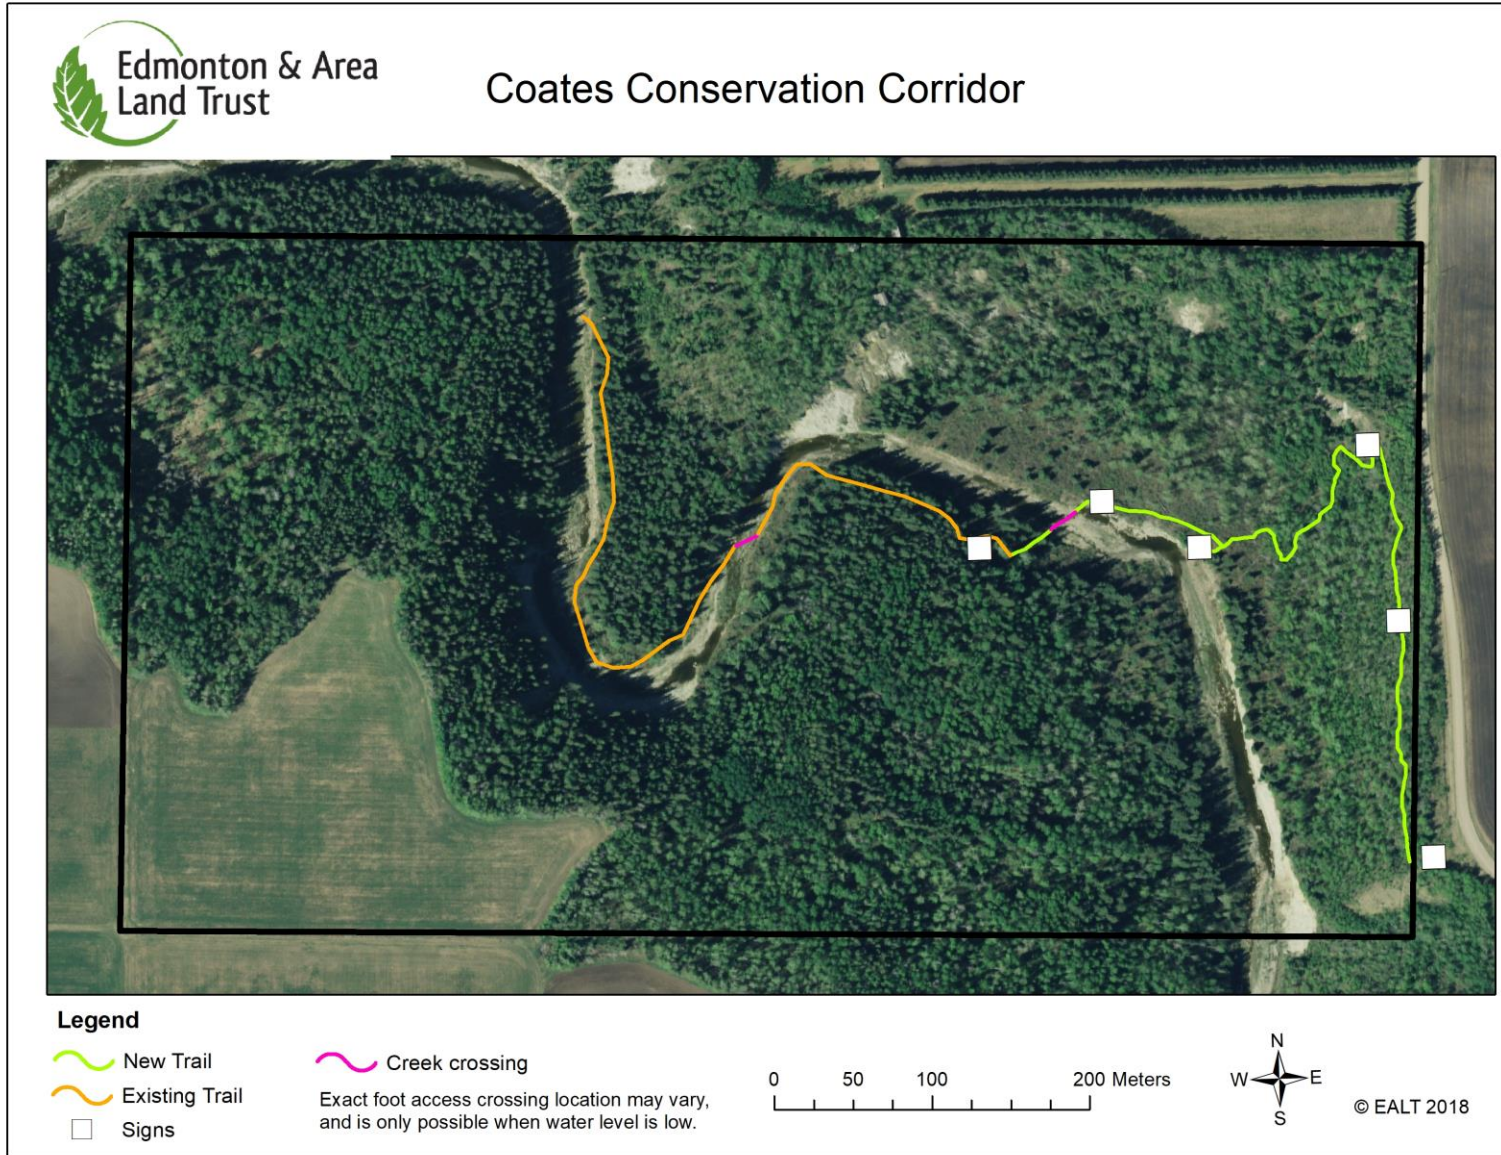 Edmonton & Area
Land Trust
Coates Conservation Corridor
Legend
New Trail
Existing Trail
Signs
Creek crossing
Exact foot access crossing location may vary,
and is only possible when water level is low.
0 50 100 200 Meters
N
W E
S
© EALT 2018